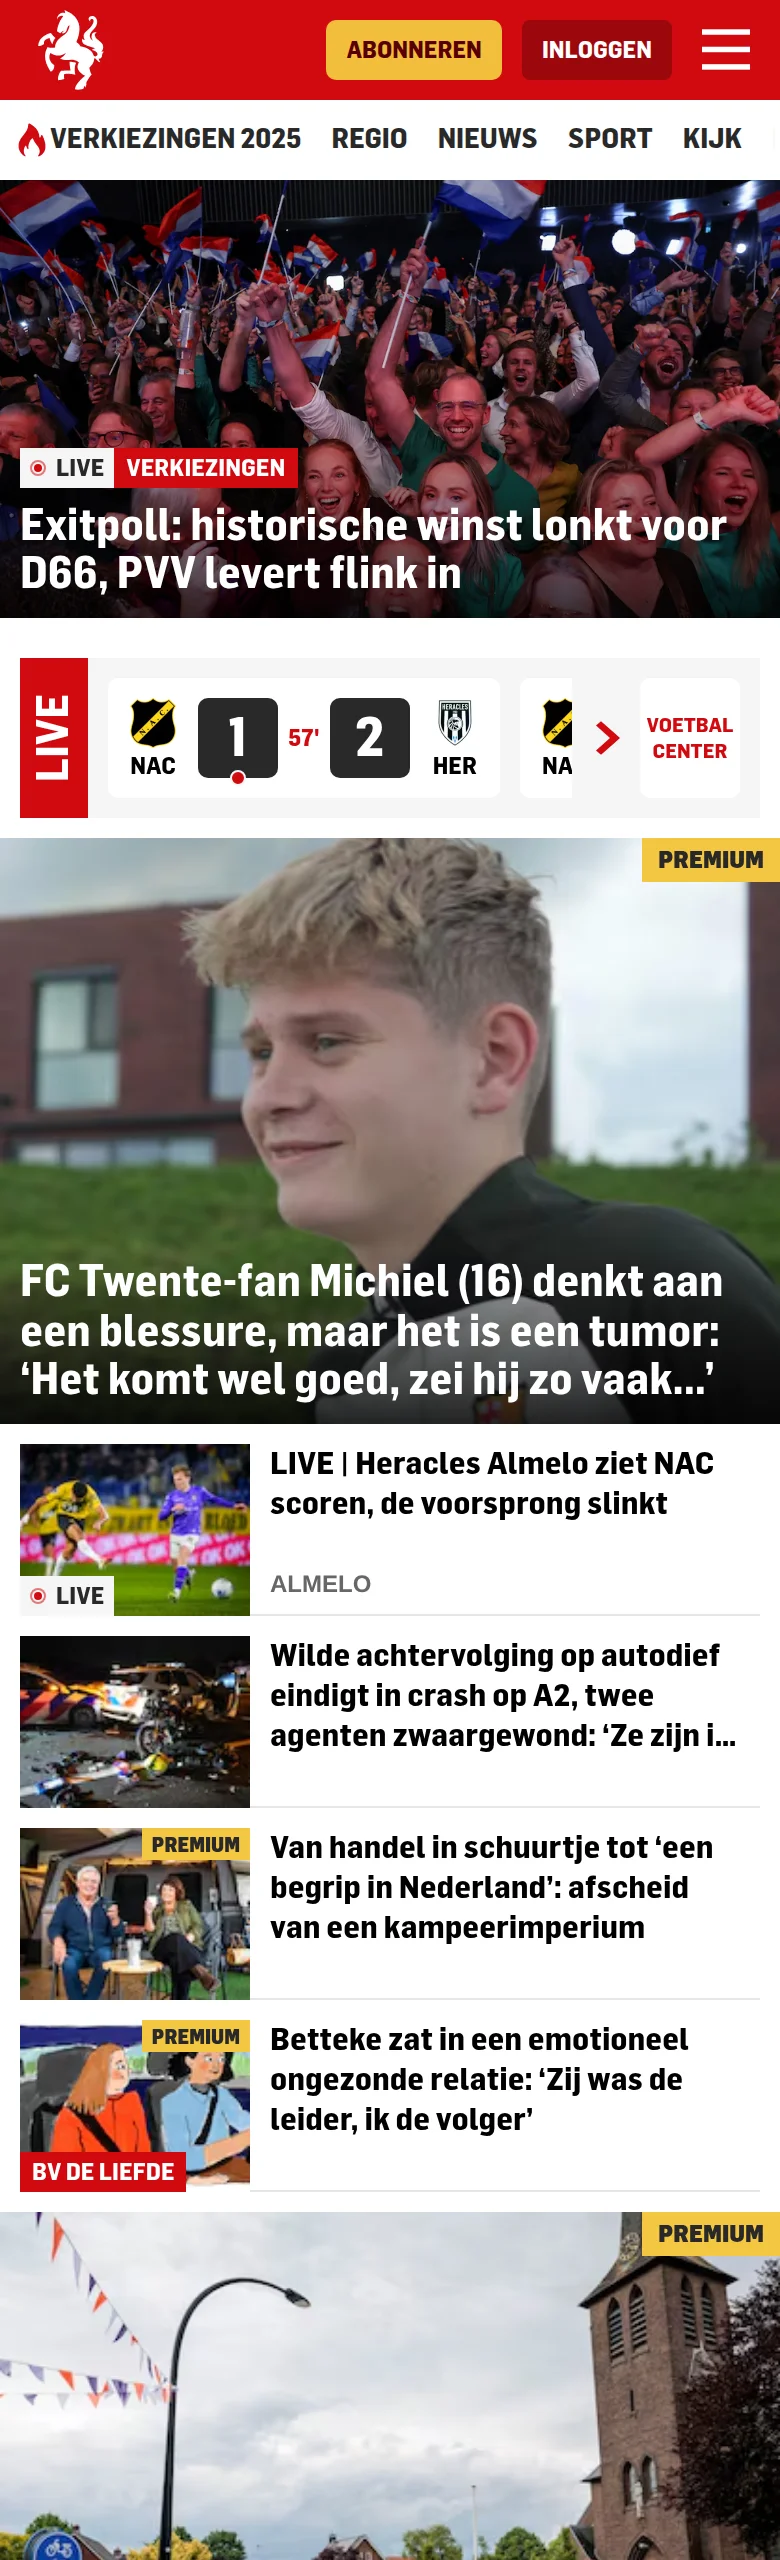 ABONNEREN
INLOGGEN
VERKIEZINGEN 2025 REGIO NIEUWS SPORT KIJK
LIVE VERKIEZINGEN
Exitpoll: historische winst lonkt voor
D66, PVV levert flink in
LIVE
NAC
1
57'
2
HERACLES
HER
NA
VOETBAL
CENTER
PREMIUM
FC Twente-fan Michiel (16) denkt aan
een blessure, maar het is een tumor:
‘Het komt wel goed, zei hij zo vaak...’
LIVE | Heracles Almelo ziet NAC
scoren, de voorsprong slinkt
LIVE
ALMELO
Wilde achtervolging op autodief
eindigt in crash op A2, twee
agenten zwaargewond: ‘Ze zijn i...
PREMIUM
Van handel in schuurtje tot ‘een
begrip in Nederland’: afscheid
van een kampeerimperium
PREMIUM
Betteke zat in een emotioneel
ongezonde relatie: ‘Zij was de
leider, ik de volger’
BV DE LIEFDE
PREMIUM